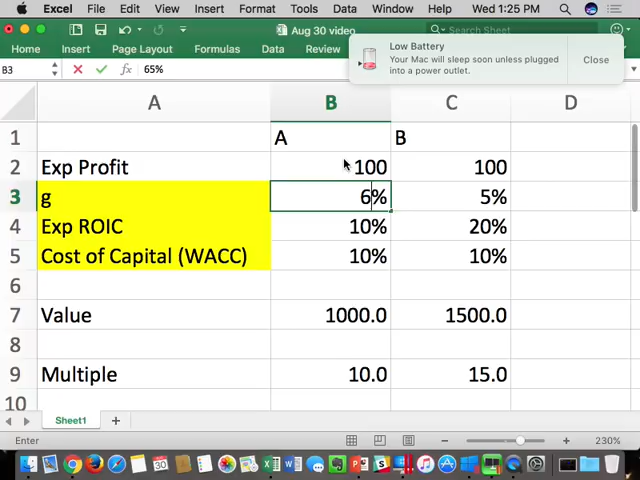 Excel File Edit View Insert Format Tools Data Window Help Wed 1:25 PM
Aug 30 video
Search Sheet
Home Insert Page Layout Formulas Data Review
Low Battery
Your Mac will sleep soon unless plugged
into a power outlet.
Close
B3 fx 65%
A B C D
1 A B
2 Exp Profit 100 100
3 g 6% 5%
4 Exp ROIC 10% 20%
5 Cost of Capital (WACC) 10% 10%
6
7 Value 1000.0 1500.0
8
9 Multiple 10.0 15.0
10
Sheet1
Enter 230%